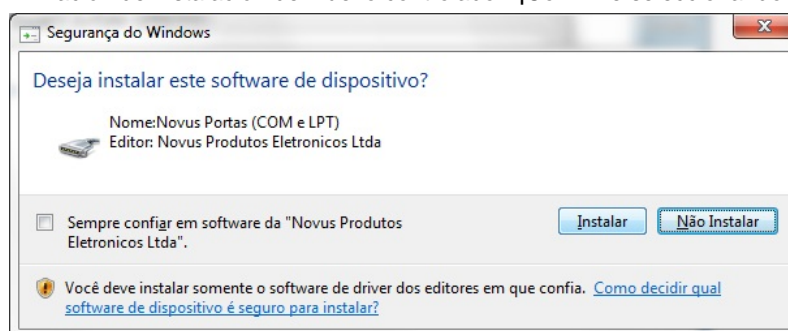 Segurança do Windows
Deseja instalar este software de dispositivo?
Nome:Novus Portas (COM e LPT)
Editor: Novus Produtos Eletronicos Ltda
Sempre confiar em software da "Novus Produtos
Eletronicos Ltda".
Instalar
Não Instalar
Você deve instalar somente o software de driver dos editores em que confia. Como decidir qual
software de dispositivo é seguro para instalar?